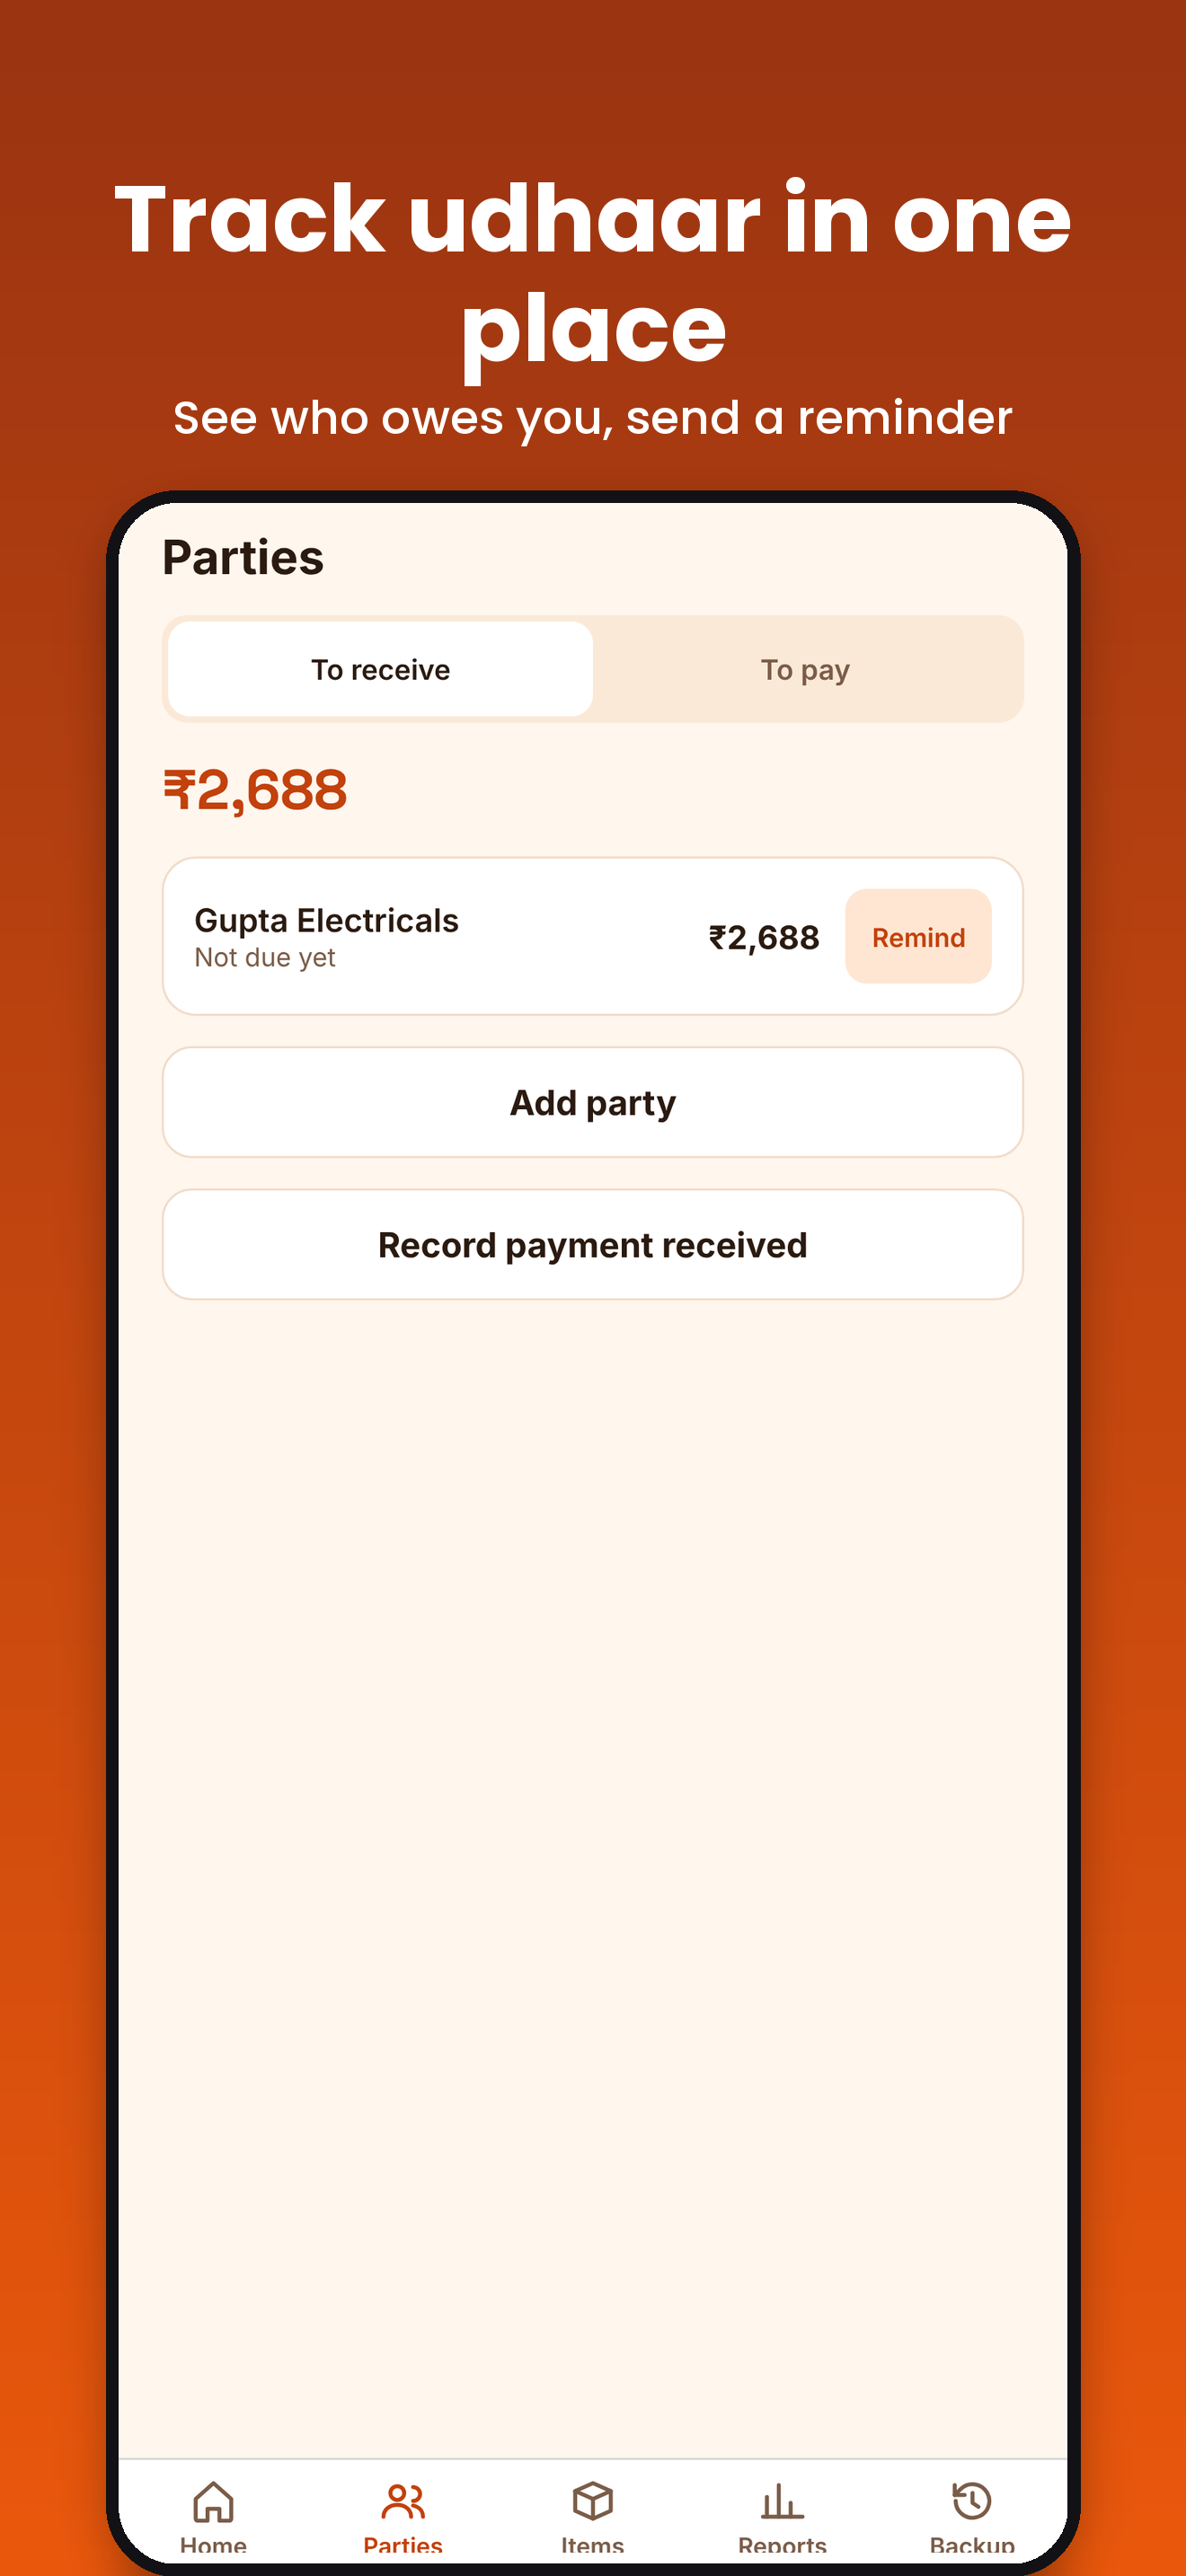 Track udhaar in one
place
See who owes you, send a reminder
Parties
To receive
To pay
₹2,688
Gupta Electricals
Not due yet
₹2,688
Remind
Add party
Record payment received
Home
Parties
Items
Reports
Backup